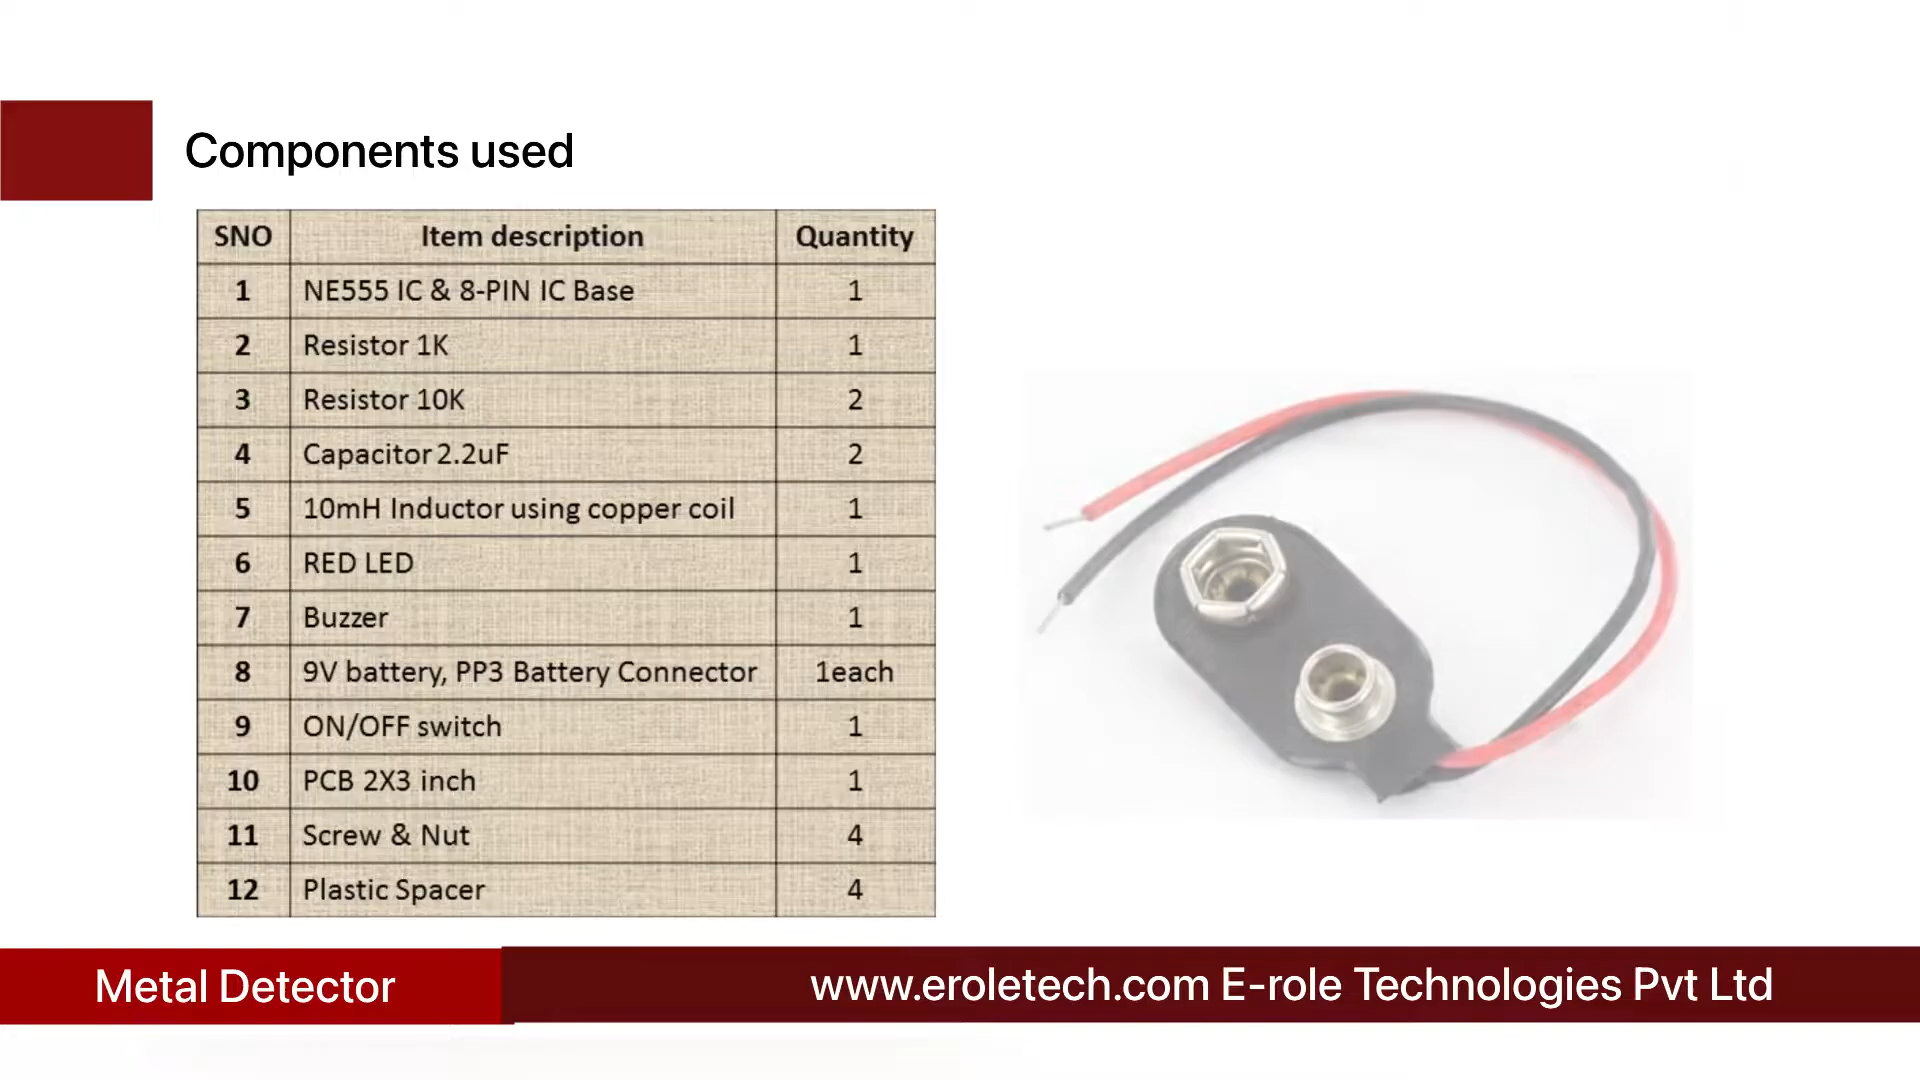 Components used
SNO Item description Quantity
1 NE555 IC & 8-PIN IC Base 1
2 Resistor 1K 1
3 Resistor 10K 2
4 Capacitor 2.2uF 2
5 10mH Inductor using copper coil 1
6 RED LED 1
7 Buzzer 1
8 9V battery, PP3 Battery Connector 1each
9 ON/OFF switch 1
10 PCB 2X3 inch 1
11 Screw & Nut 4
12 Plastic Spacer 4
Metal Detector www.eroletech.com E-role Technologies Pvt Ltd